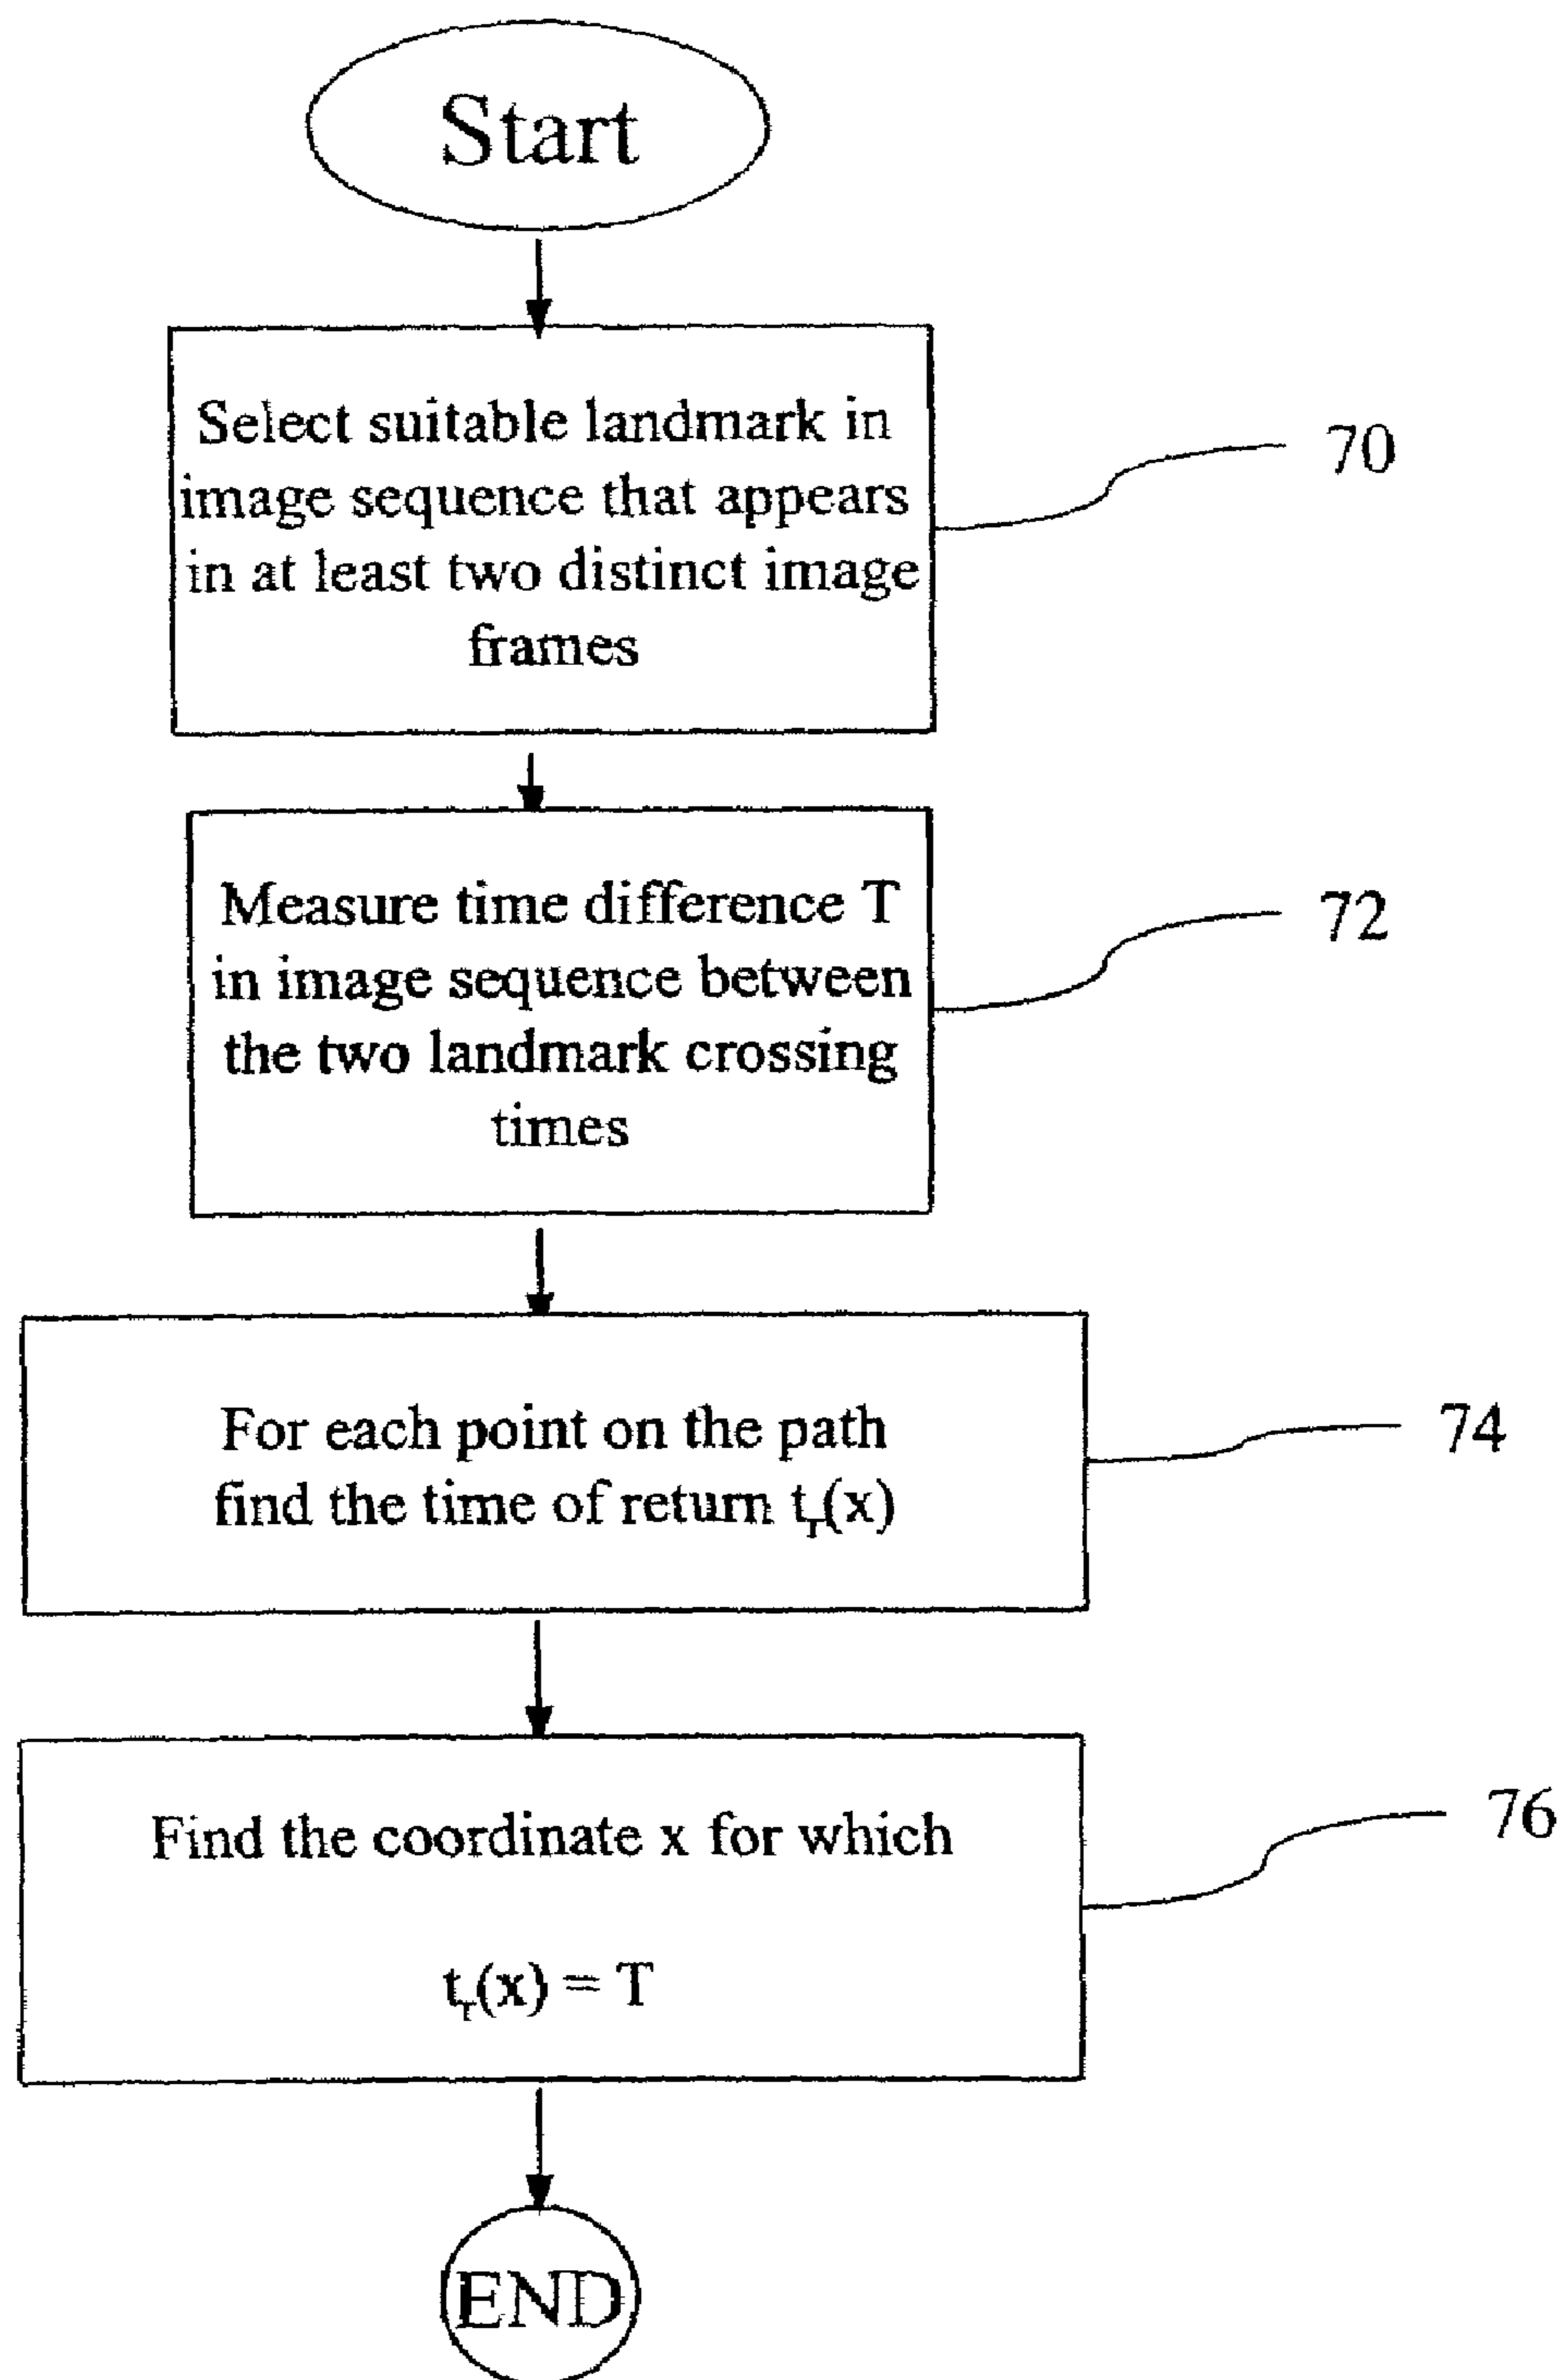 Start
Select suitable landmark in
image sequence that appears
in at least two distinct image
frames
70
Measure time difference T
in image sequence between
the two landmark crossing
times
72
For each point on the path
find the time of return tᵣ(x)
74
Find the coordinate x for which
tᵣ(x) = T
76
END